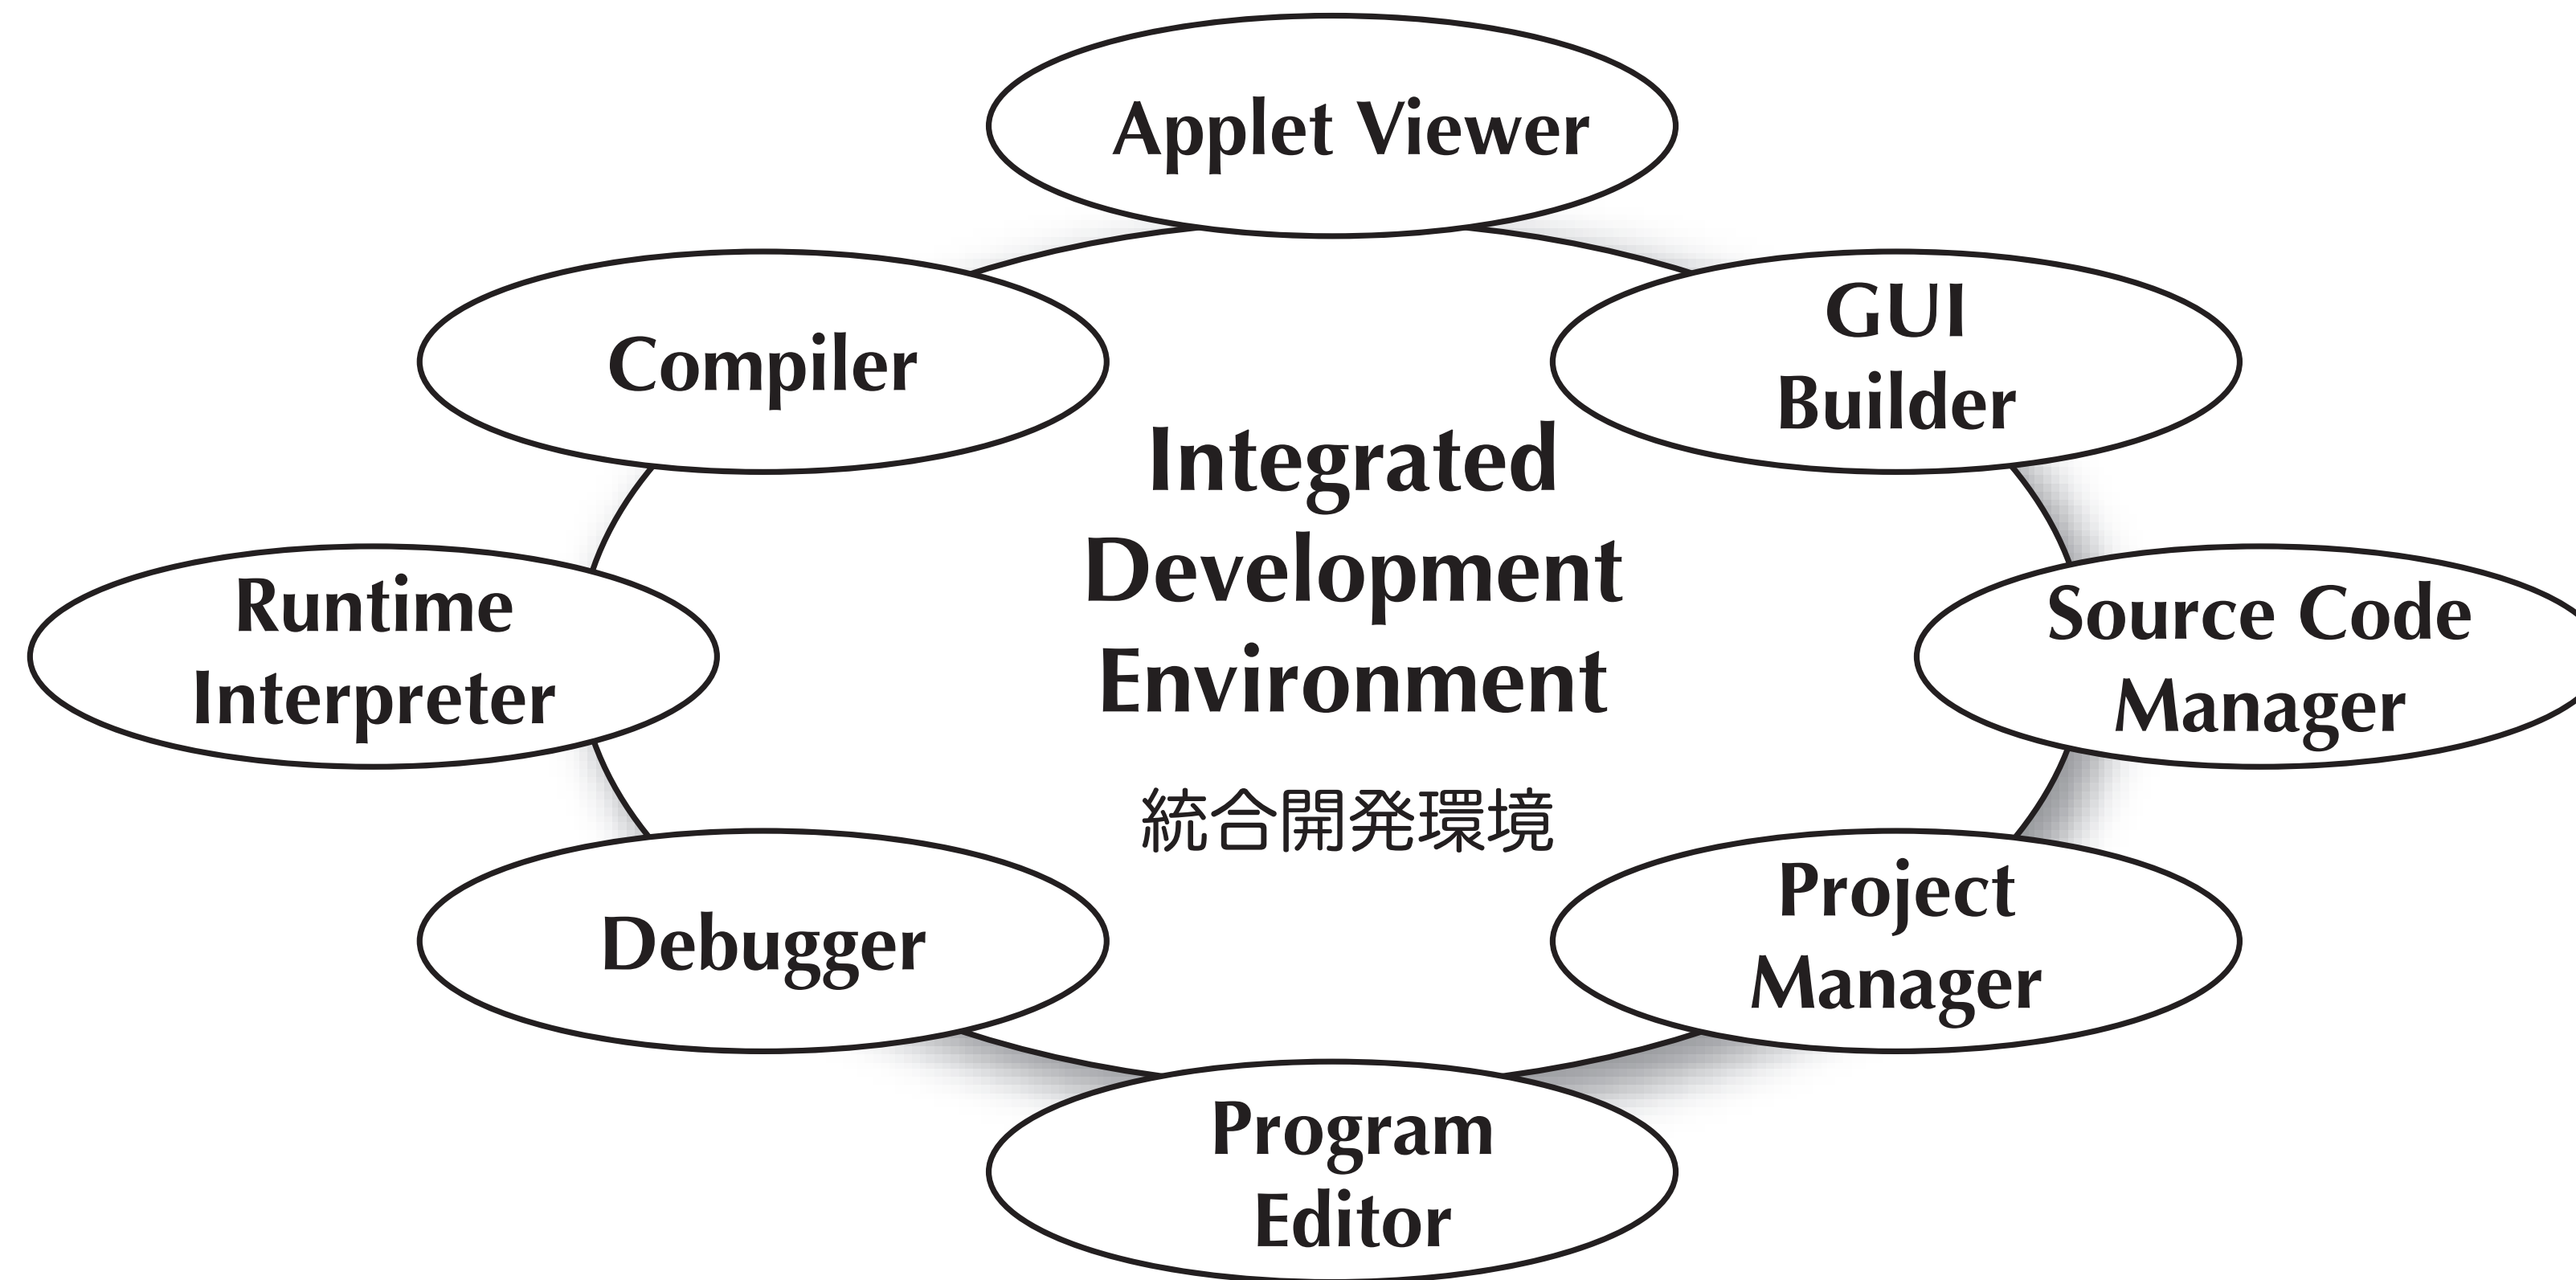 Applet Viewer
Compiler
GUI
Builder
Integrated
Development
Environment
統合開発環境
Runtime
Interpreter
Source Code
Manager
Debugger
Project
Manager
Program
Editor